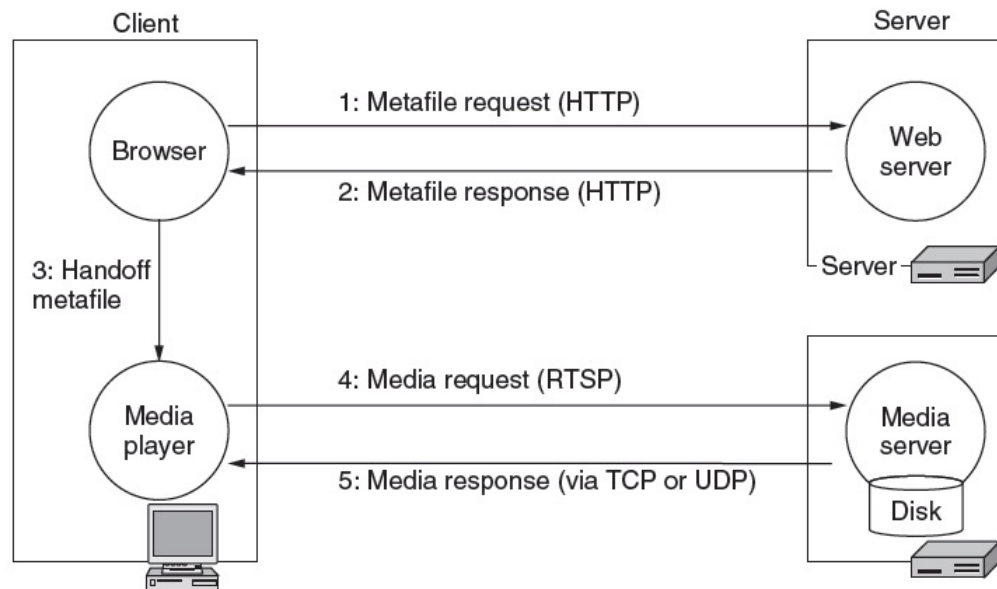 Client
Server
1: Metafile request (HTTP)
Browser
Web
server
2: Metafile response (HTTP)
3: Handoff
metafile
Server
4: Media request (RTSP)
Media
player
Media
server
5: Media response (via TCP or UDP)
Disk